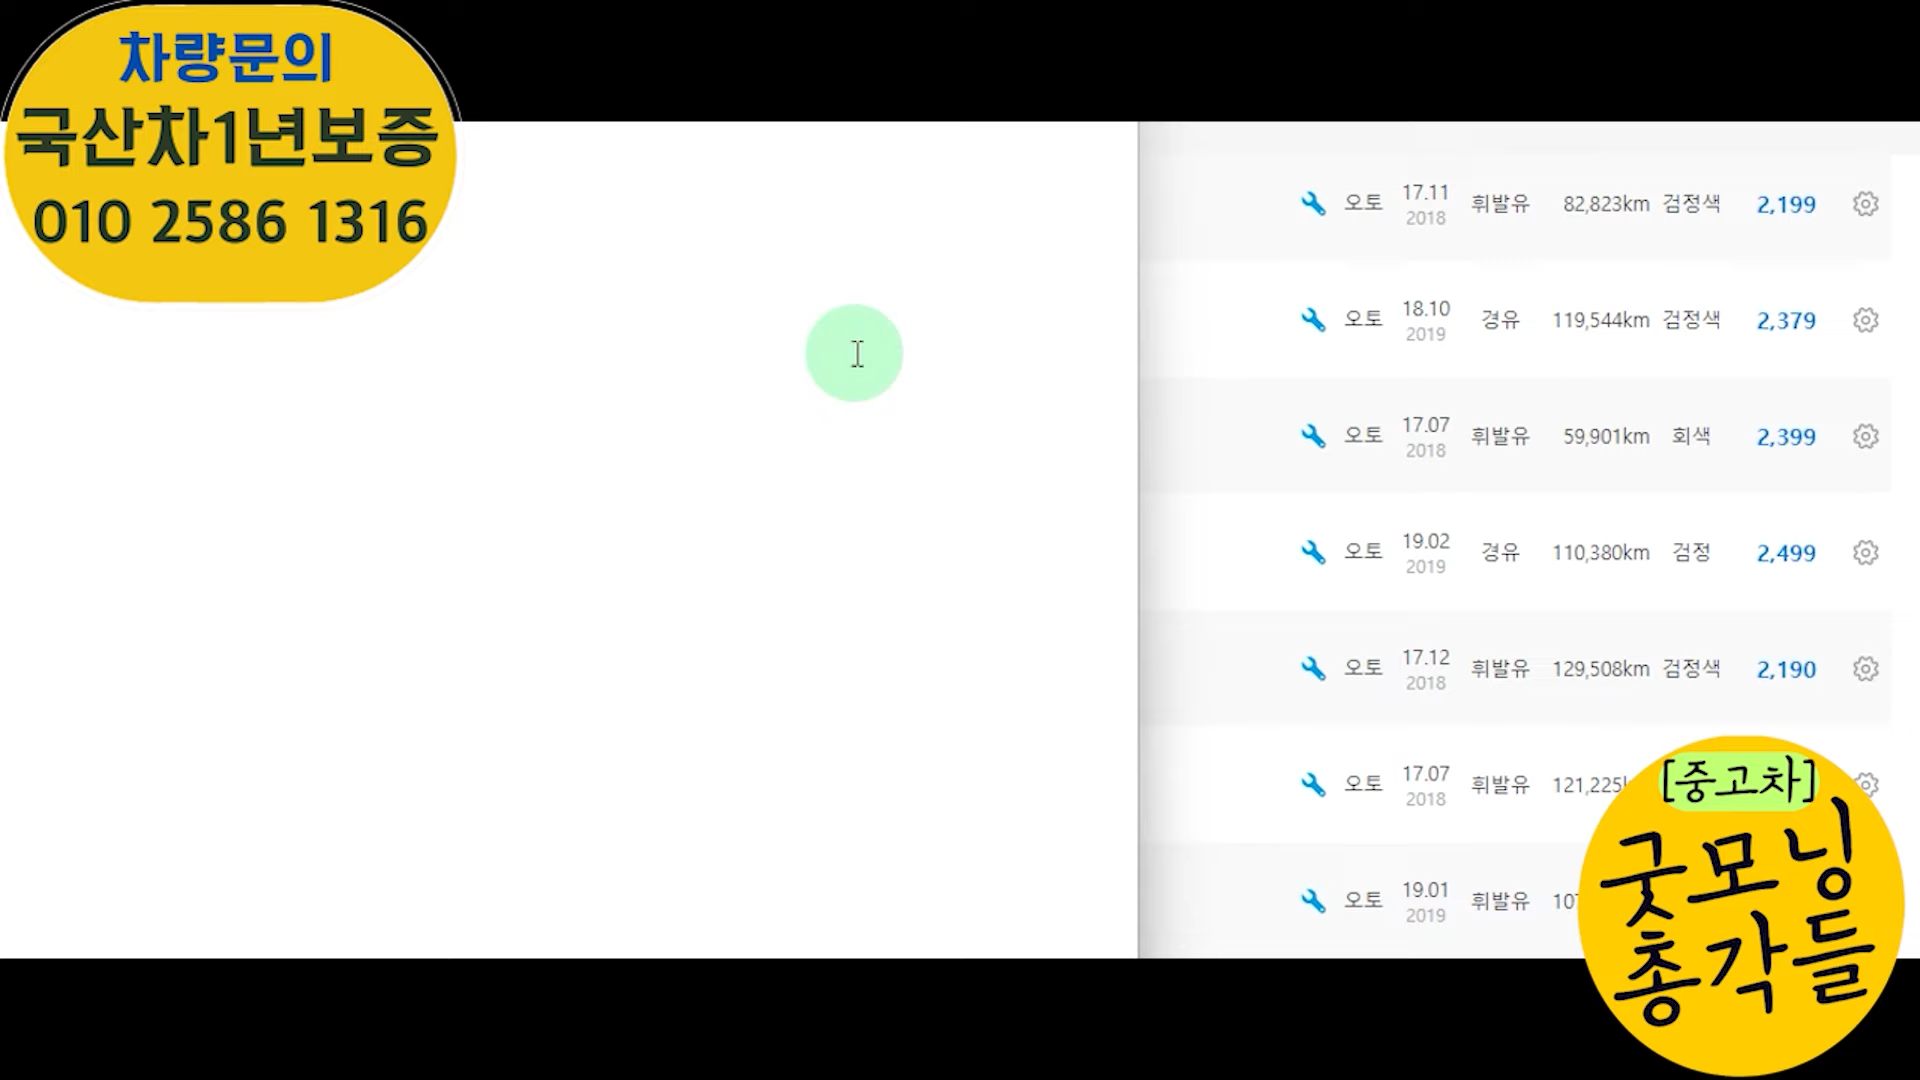 차량문의
국산차1년보증
010 2586 1316
오토 17.11 2018 휘발유 82,823km 검정색 2,199
오토 18.10 2019 경유 119,544km 검정색 2,379
오토 17.07 2018 휘발유 59,901km 회색 2,399
오토 19.02 2019 경유 110,380km 검정 2,499
오토 17.12 2018 휘발유 129,508km 검정색 2,190
오토 17.07 2018 휘발유 121,225
오토 19.01 2019 휘발유
[중고차]
굿모닝
총각들